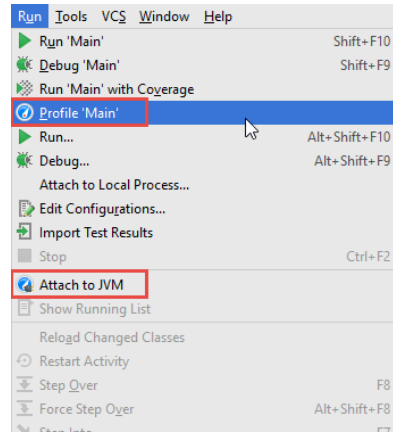 Run Tools VCS Window Help
Run 'Main' Shift+F10
Debug 'Main' Shift+F9
Run 'Main' with Coverage
Profile 'Main'
Run... Alt+Shift+F10
Debug... Alt+Shift+F9
Attach to Local Process...
Edit Configurations...
Import Test Results
Stop Ctrl+F2
Attach to JVM
Show Running List
Reload Changed Classes
Restart Activity
Step Over F8
Force Step Over Alt+Shift+F8
Step Into F7